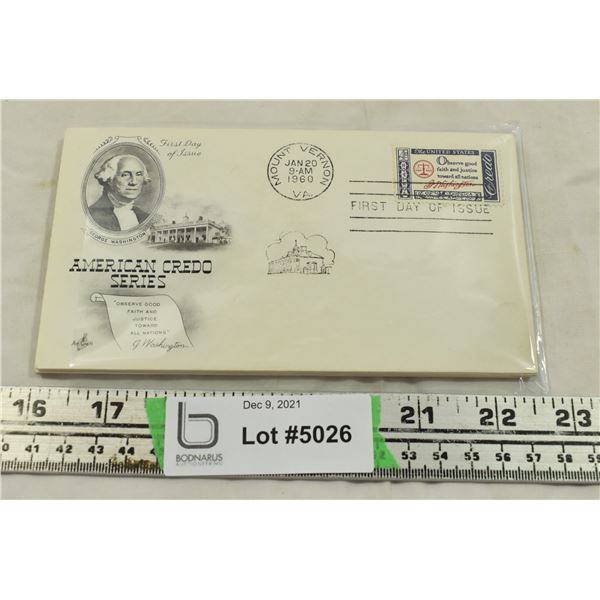 First Day
of Issue
GEORGE WASHINGTON
AMERICAN CREDO
SERIES
"OBSERVE GOOD
FAITH AND
JUSTICE
TOWARD
ALL NATIONS"
G. Washington
MOUNT VERNON
JAN 20
9-AM
1960
VA.
The UNITED STATES
Observe good
faith and justice
toward all nations
G. Washington
Credo
FIRST DAY OF ISSUE
16 17 21 22 23
41 42 43 44 53 54 55 56 57 58 59
Dec 9, 2021
Lot #5026
b
BODNARUS
AUCTIONEERING